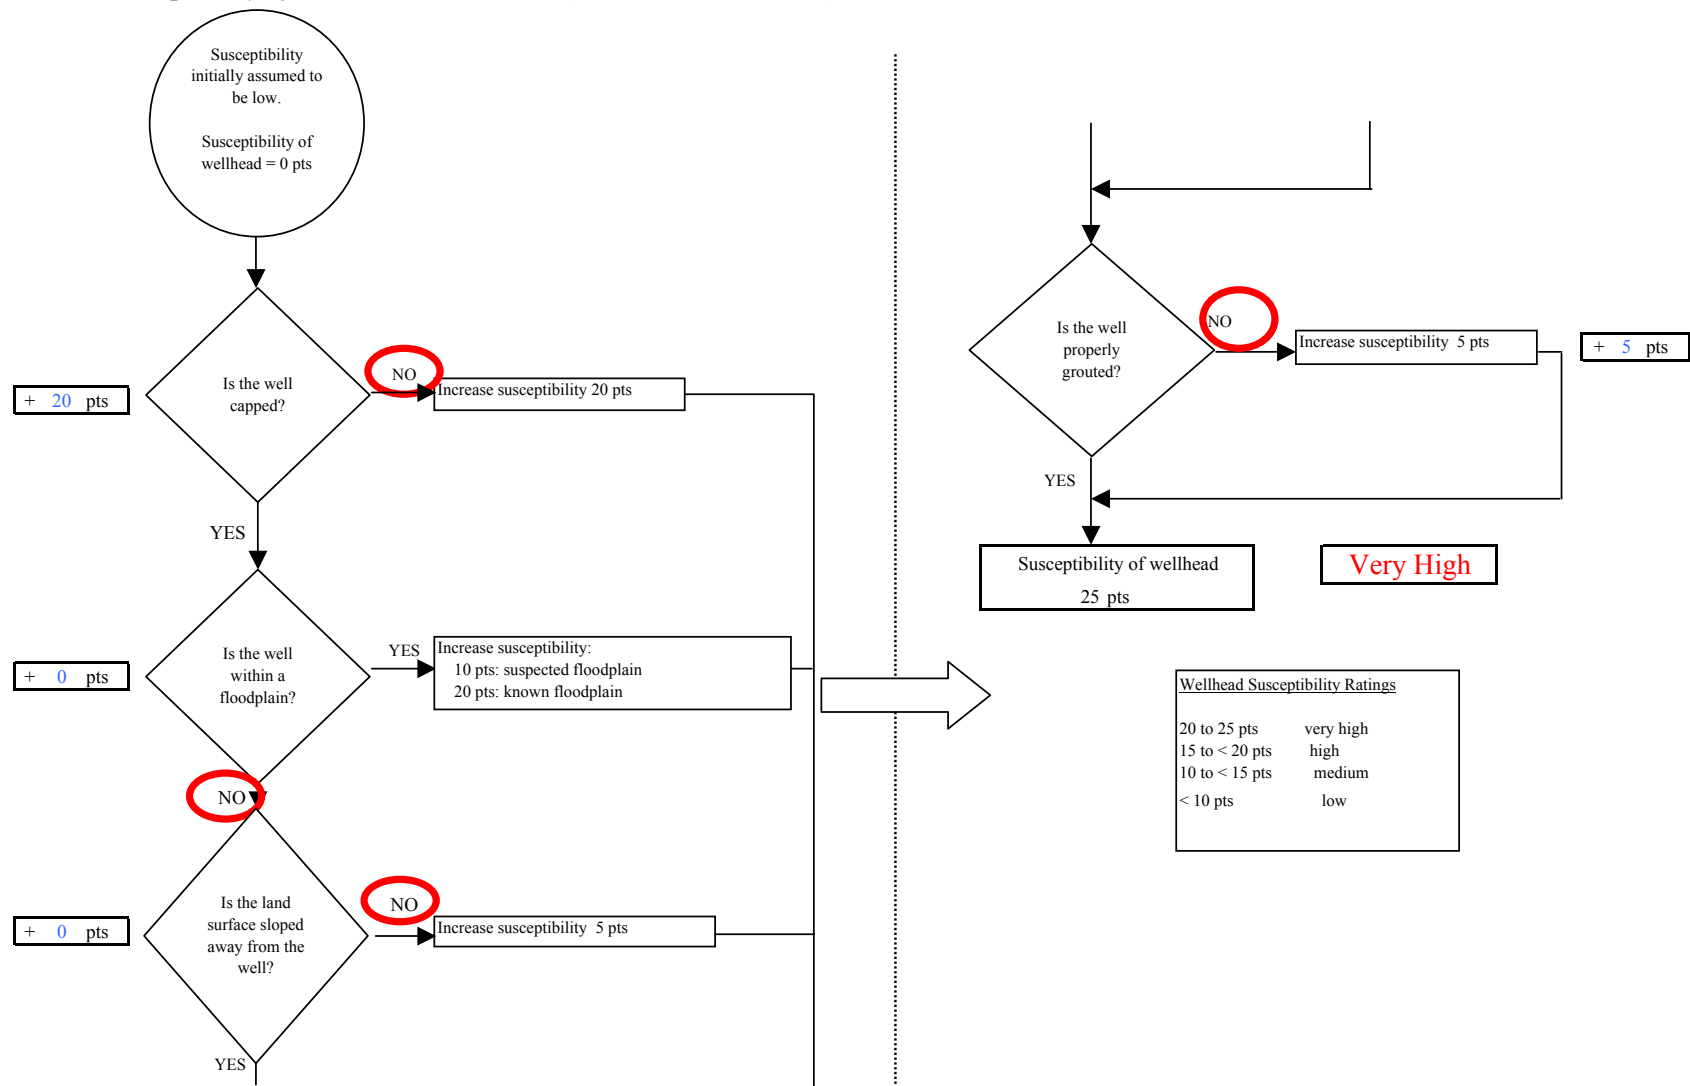 Susceptibility
initially assumed to
be low.
Susceptibility of
wellhead = 0 pts
Is the well
capped?
NO
Increase susceptibility 20 pts
+ 20 pts
YES
Is the well
within a
floodplain?
YES
Increase susceptibility:
10 pts: suspected floodplain
20 pts: known floodplain
+ 0 pts
NO
Is the land
surface sloped
away from the
well?
NO
Increase susceptibility 5 pts
+ 0 pts
YES
Is the well
properly
grouted?
NO
Increase susceptibility 5 pts
+ 5 pts
YES
Susceptibility of wellhead
25 pts
Very High
Wellhead Susceptibility Ratings
20 to 25 pts very high
15 to < 20 pts high
10 to < 15 pts medium
< 10 pts low